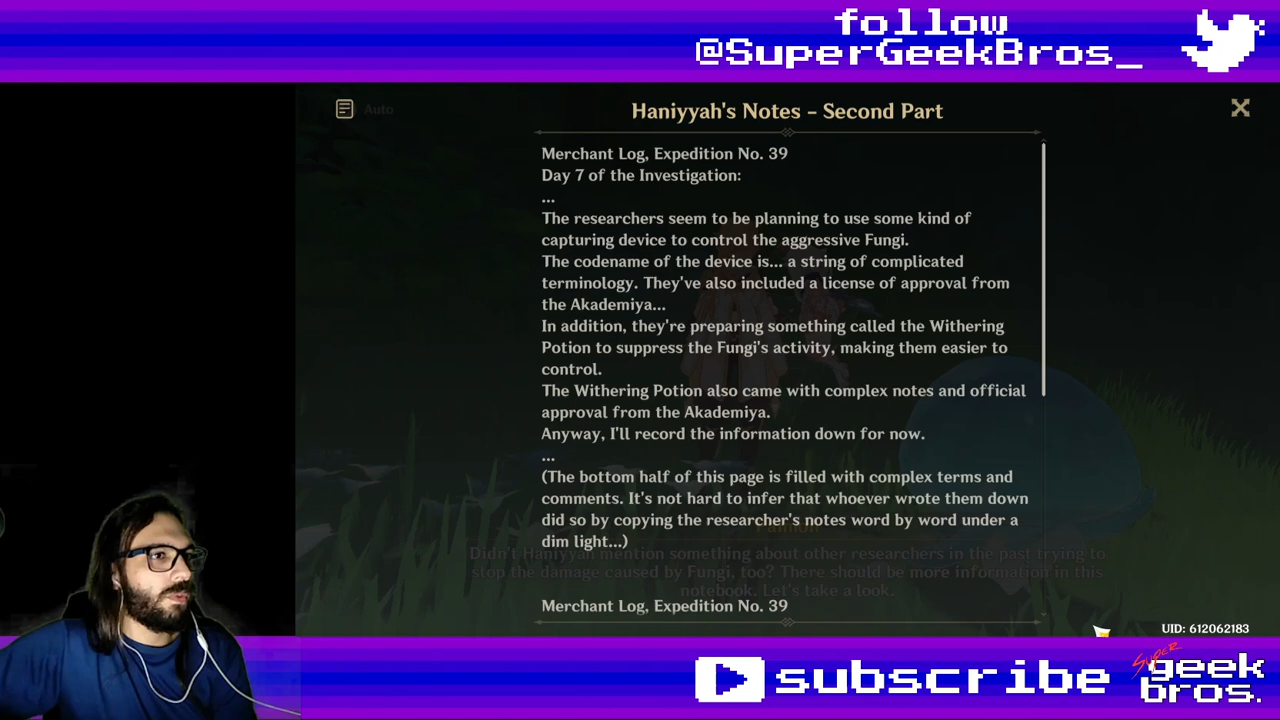 follow
@SuperGeekBros_
Auto
Haniyyah's Notes – Second Part
Merchant Log, Expedition No. 39
Day 7 of the Investigation:
...
The researchers seem to be planning to use some kind of
capturing device to control the aggressive Fungi.
The codename of the device is... a string of complicated
terminology. They've also included a license of approval from
the Akademiya...
In addition, they're preparing something called the Withering
Potion to suppress the Fungi's activity, making them easier to
control.
The Withering Potion also came with complex notes and official
approval from the Akademiya.
Anyway, I'll record the information down for now.
...
(The bottom half of this page is filled with complex terms and
comments. It's not hard to infer that whoever wrote them down
did so by copying the researcher's notes word by word under a
dim light...)
Paimon
Didn't Haniyyah mention something about other researchers in the past trying to
stop the damage caused by Fungi, too? There should be more information in this
notebook. Let's take a look.
Merchant Log, Expedition No. 39
UID: 612062183
subscribe
SUPER
geek
bros.